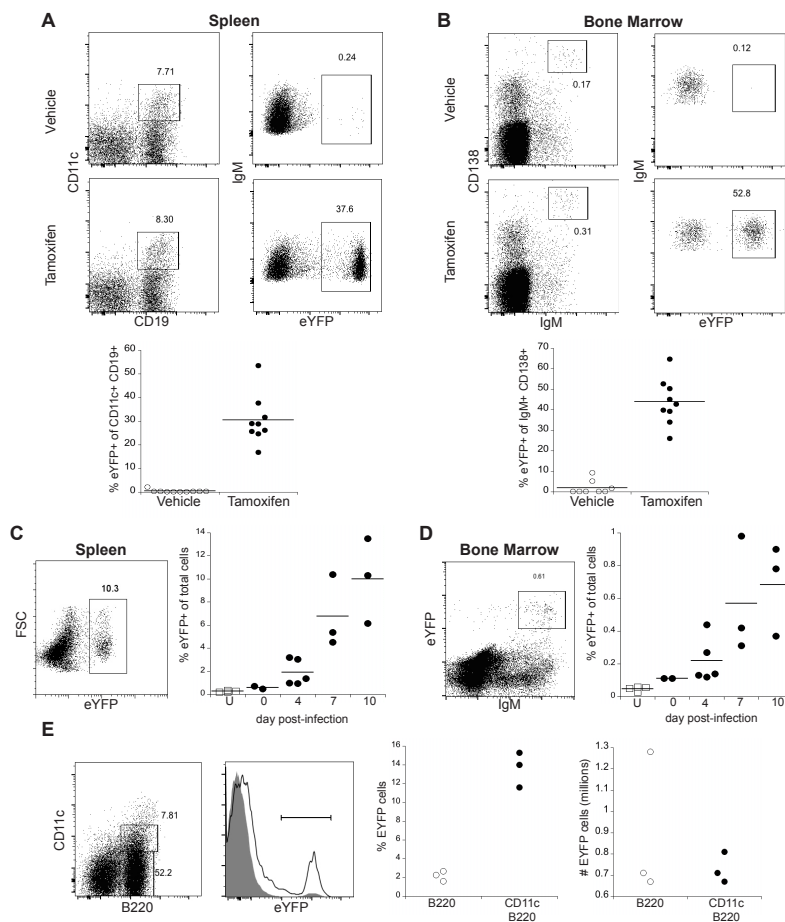 A
Spleen
B
Bone Marrow
7.71
0.24
0.17
0.12
Vehicle
Vehicle
CD11c
IgM
CD138
IgM
8.30
37.6
0.31
52.8
Tamoxifen
Tamoxifen
CD19
eYFP
IgM
eYFP
% eYFP+ of CD11c+ CD19+
60
50
40
30
20
10
0
Vehicle
Tamoxifen
% eYFP+ of IgM+ CD138+
70
60
50
40
30
20
10
0
Vehicle
Tamoxifen
C
Spleen
10.3
FSC
eYFP
% eYFP+ of total cells
14
12
10
8
6
4
2
0
U 0 4 7 10
day post-infection
D
Bone Marrow
0.61
eYFP
IgM
% eYFP+ of total cells
1
0.8
0.6
0.4
0.2
0
U 0 4 7 10
day post-infection
E
CD11c
7.81
52.2
B220
eYFP
% EYFP cells
16
14
12
10
8
6
4
2
0
B220 CD11c
B220
# EYFP cells (millions)
1.3
1.2
1.1
1
0.9
0.8
0.7
0.6
B220 CD11c
B220